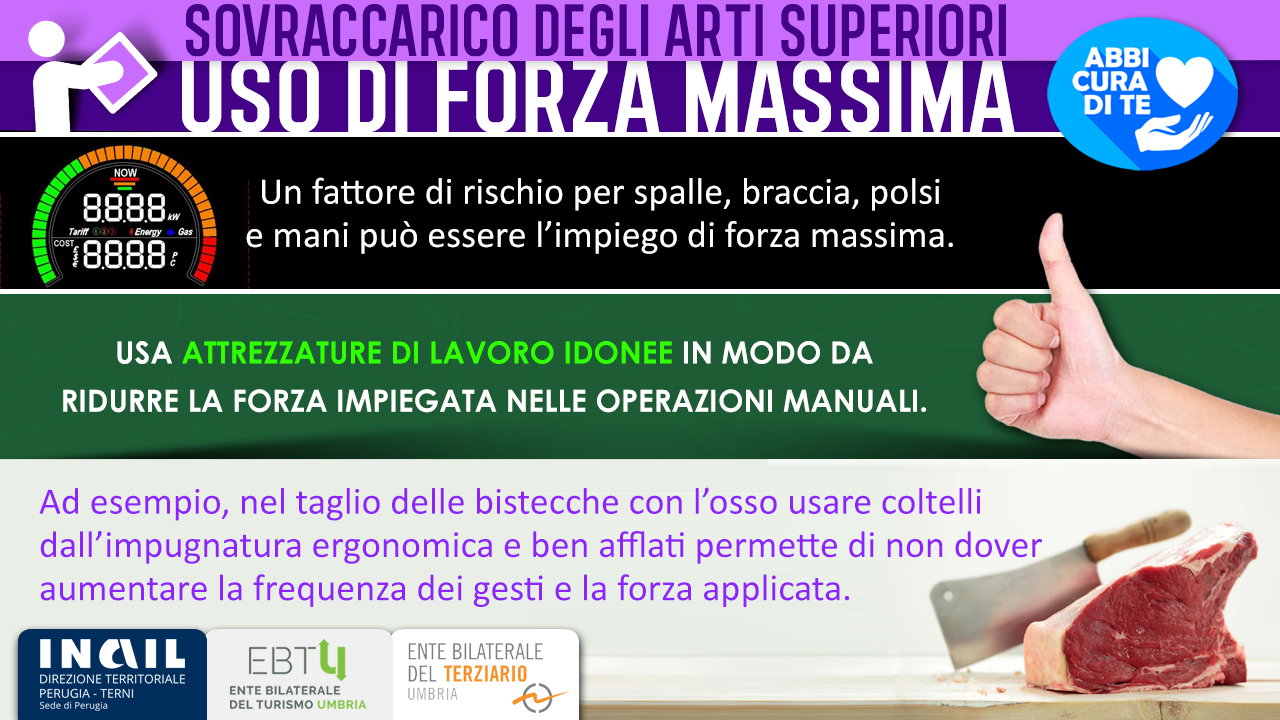 SOVRACCARICO DEGLI ARTI SUPERIORI
USO DI FORZA MASSIMA
ABBI
CURA
DI TE
NOW
8.8.8.8 kW
Tariff 1 2 3 Energy Gas
COST
£
$
€
8.8.8.8 P
C
Un fattore di rischio per spalle, braccia, polsi
e mani può essere l’impiego di forza massima.
USA ATTREZZATURE DI LAVORO IDONEE IN MODO DA
RIDURRE LA FORZA IMPIEGATA NELLE OPERAZIONI MANUALI.
Ad esempio, nel taglio delle bistecche con l’osso usare coltelli
dall’impugnatura ergonomica e ben afflati permette di non dover
aumentare la frequenza dei gesti e la forza applicata.
INAIL
DIREZIONE TERRITORIALE
PERUGIA - TERNI
Sede di Perugia
EBT
ENTE BILATERALE
DEL TURISMO UMBRIA
ENTE BILATERALE
DEL TERZIARIO
UMBRIA